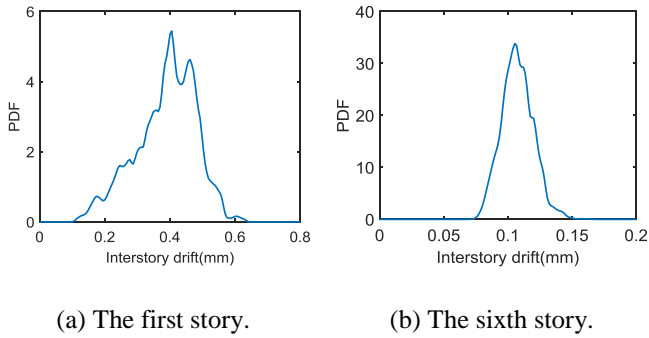 6
4
2
0
PDF
0 0.2 0.4 0.6 0.8
Interstory drift(mm)
(a) The first story.
40
30
20
10
0
PDF
0 0.05 0.1 0.15 0.2
Interstory drift(mm)
(b) The sixth story.